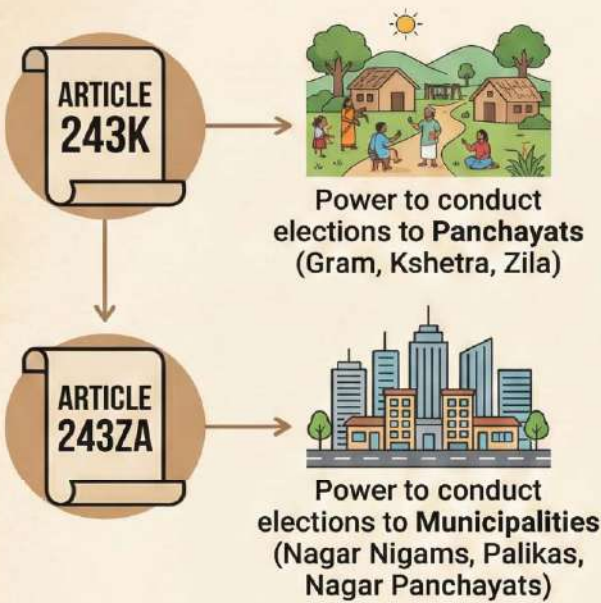 ARTICLE
243K
Power to conduct
elections to Panchayats
(Gram, Kshetra, Zila)
ARTICLE
243ZA
Power to conduct
elections to Municipalities
(Nagar Nigams, Palikas,
Nagar Panchayats)